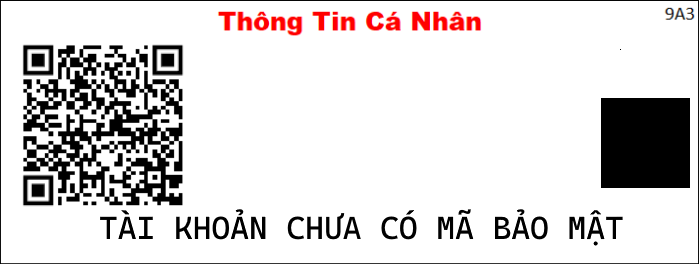 Thông Tin Cá Nhân
9A3
TÀI KHOẢN CHƯA CÓ MÃ BẢO MẬT